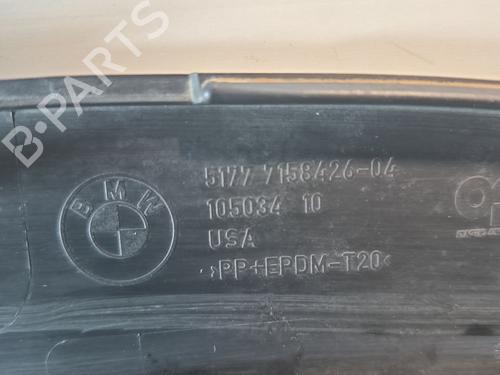 B-PARTS
BMW
5177 7158426-04
105034 10
USA
>PP+EPDM-T20<